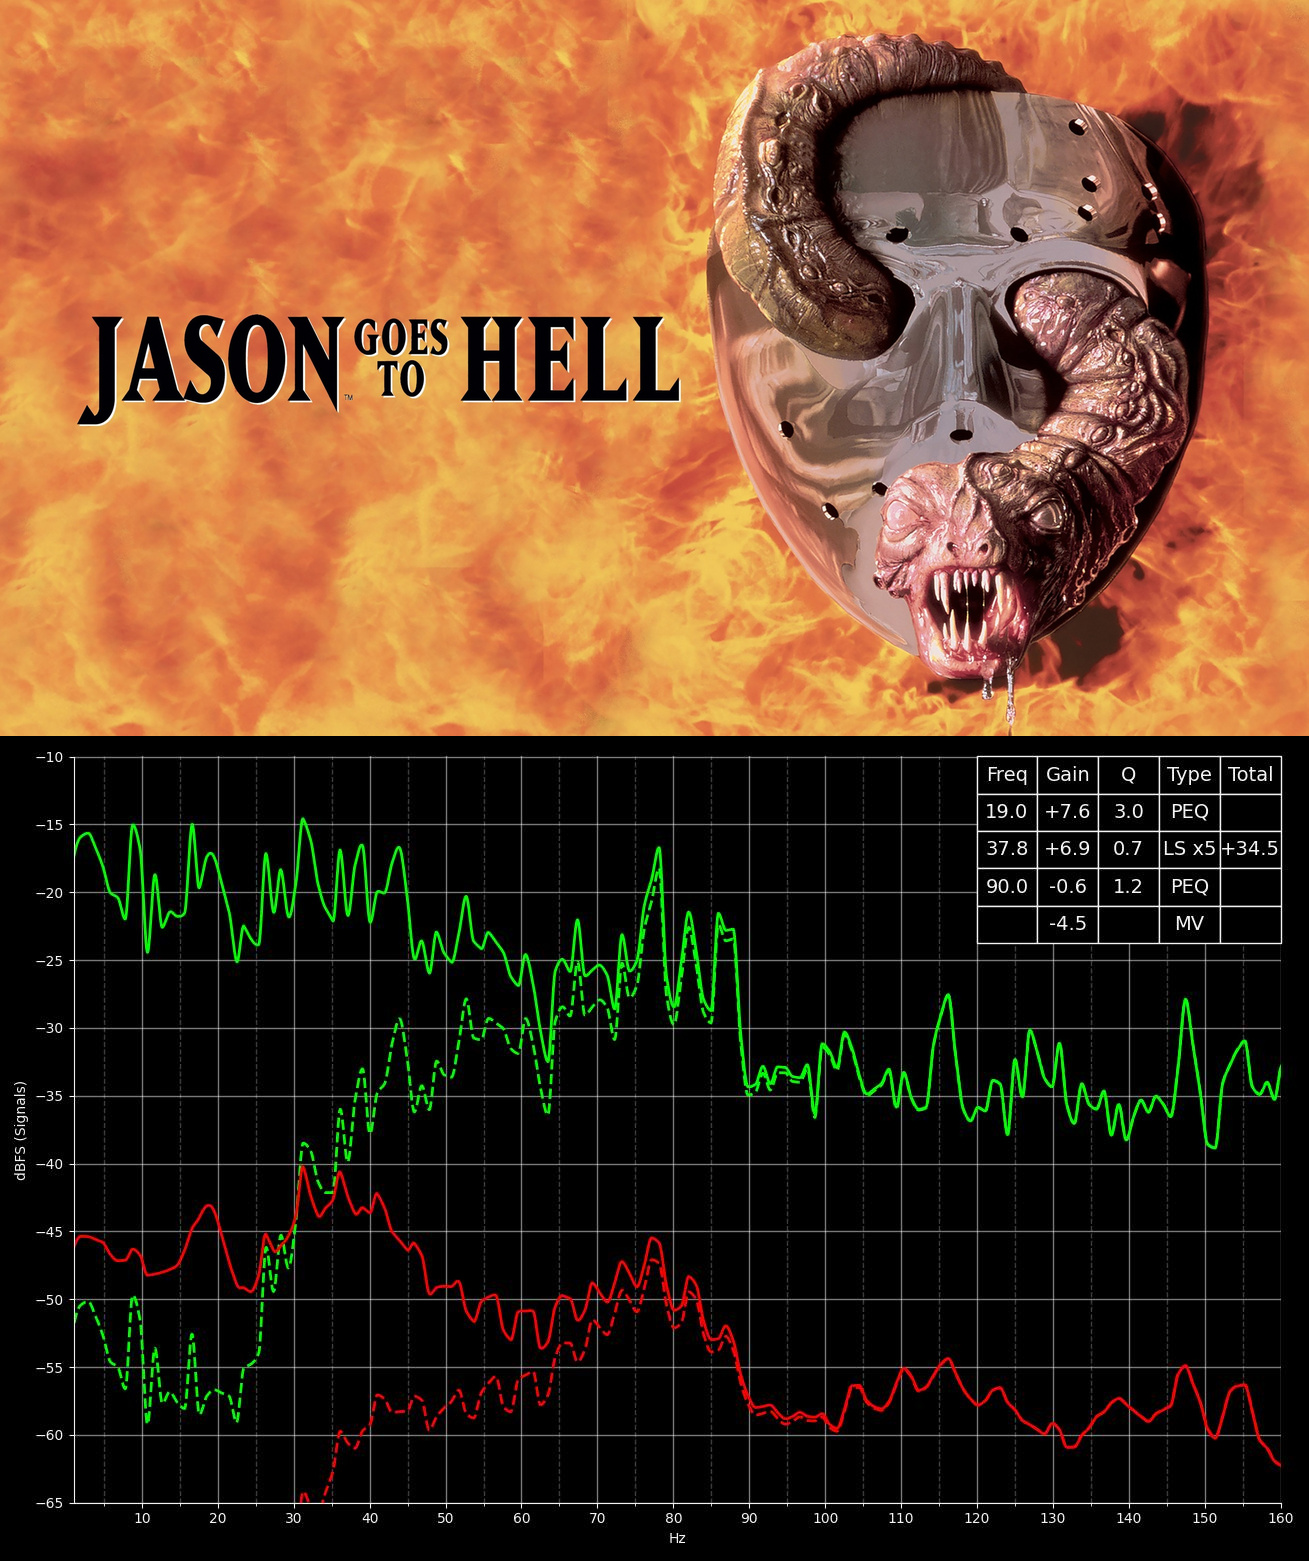 JASON GOES TO HELL™
Freq Gain Q Type Total
19.0 +7.6 3.0 PEQ
37.8 +6.9 0.7 LS x5 +34.5
90.0 -0.6 1.2 PEQ
-4.5 MV
−10
−15
−20
−25
−30
−35
−40
−45
−50
−55
−60
−65
dBFS (Signals)
10 20 30 40 50 60 70 80 90 100 110 120 130 140 150 160
Hz